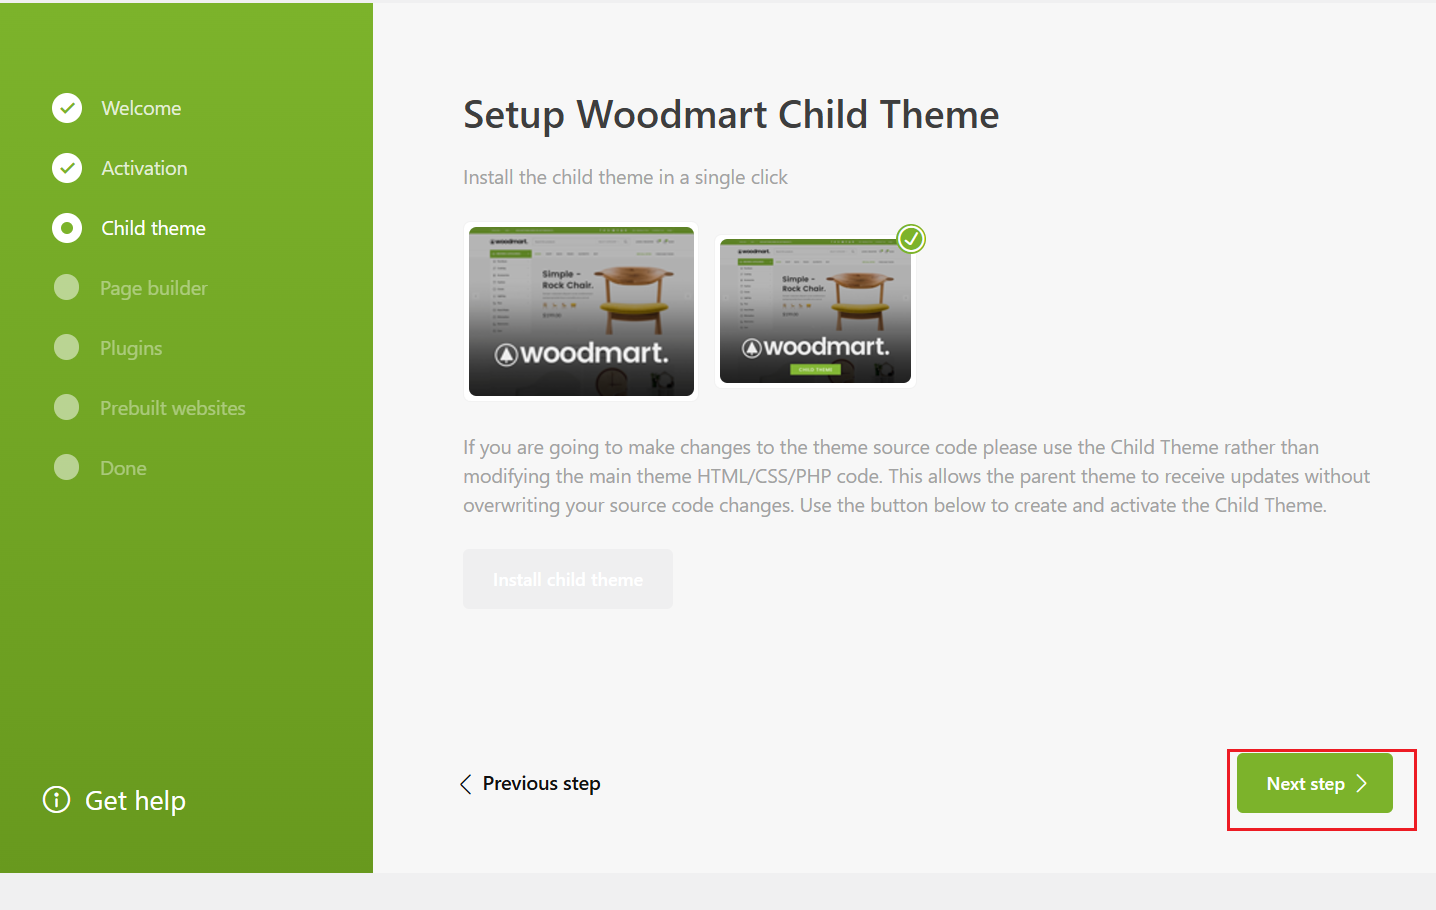 Welcome
Activation
Child theme
Page builder
Plugins
Prebuilt websites
Done
Get help
Setup Woodmart Child Theme
Install the child theme in a single click
woodmart.
Simple -
Rock Chair.
woodmart.
woodmart.
Simple -
Rock Chair.
woodmart.
CHILD THEME
If you are going to make changes to the theme source code please use the Child Theme rather than
modifying the main theme HTML/CSS/PHP code. This allows the parent theme to receive updates without
overwriting your source code changes. Use the button below to create and activate the Child Theme.
Install child theme
Previous step
Next step